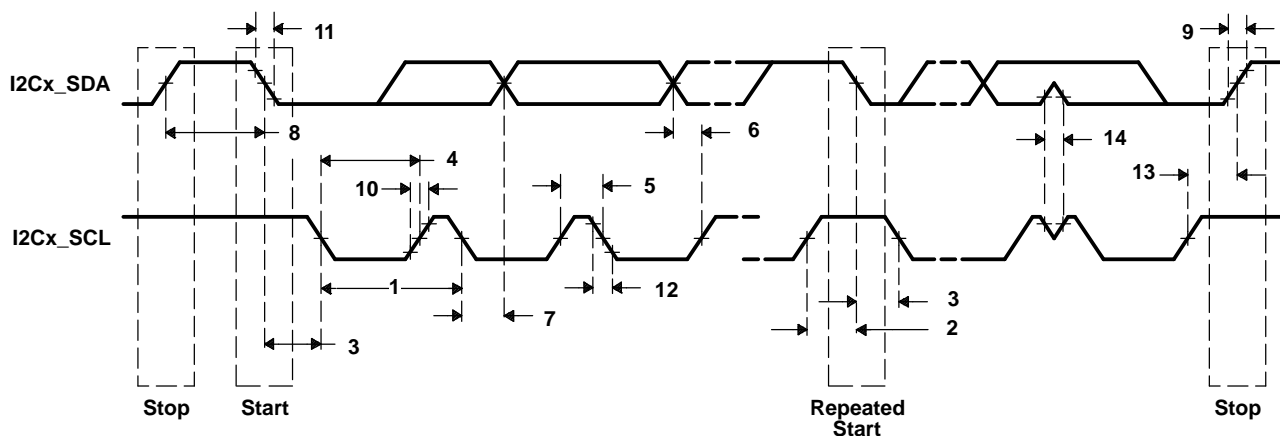 11
9
I2Cx_SDA
8
4
6
14
10
5
13
I2Cx_SCL
1
12
7
3
3
2
Stop
Start
Repeated
Start
Stop